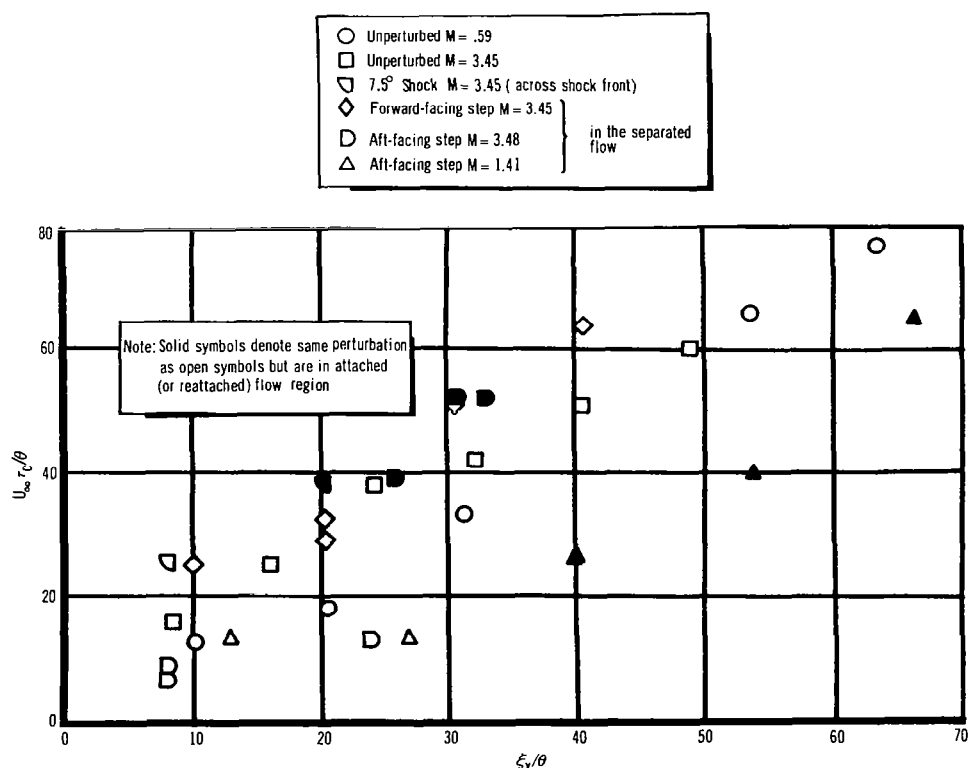 Unperturbed M = .59
Unperturbed M = 3.45
7.5° Shock M = 3.45 ( across shock front)
Forward-facing step M = 3.45
Aft-facing step M = 3.48
Aft-facing step M = 1.41
in the separated
flow
80
60
40
20
0
Note: Solid symbols denote same perturbation
as open symbols but are in attached
(or reattached) flow region
U∞ τc/θ
0 10 20 30 40 50 60 70
ξx/θ